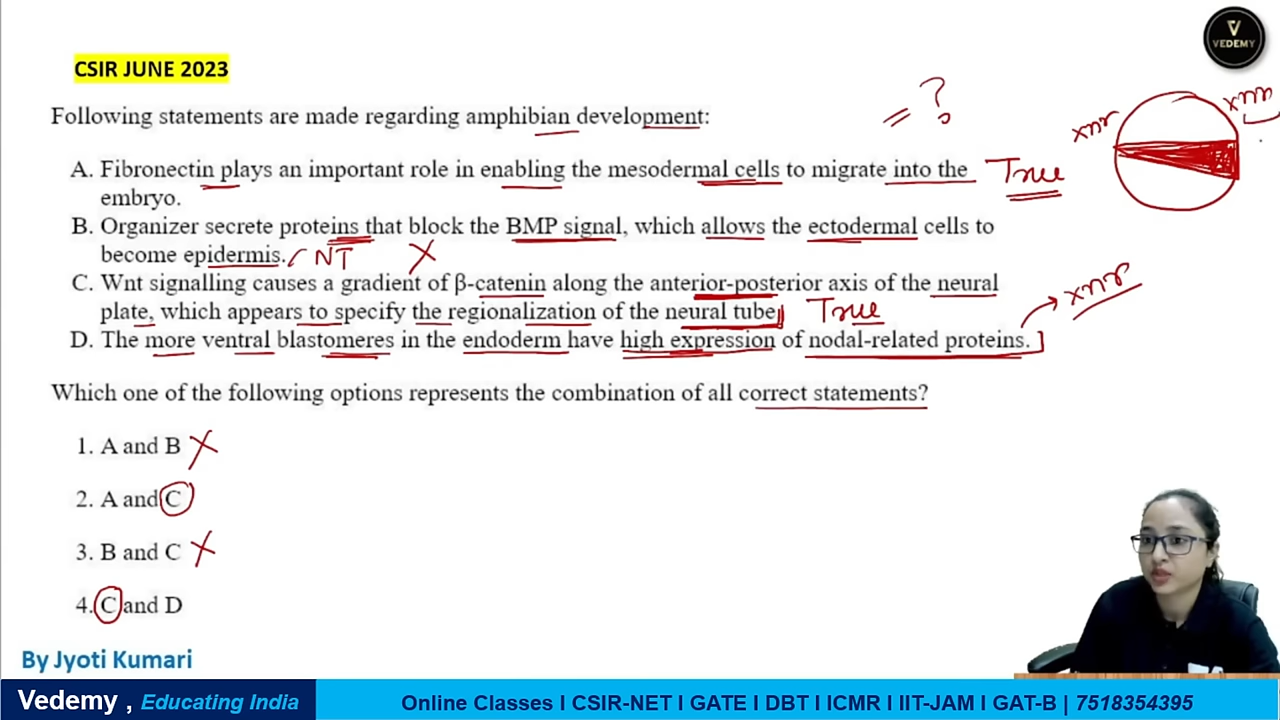 VEDEMY
CSIR JUNE 2023
Following statements are made regarding amphibian development:
= ?
xnr
xnr
A. Fibronectin plays an important role in enabling the mesodermal cells to migrate into the
True
embryo.
B. Organizer secrete proteins that block the BMP signal, which allows the ectodermal cells to
become epidermis.
NT
C. Wnt signalling causes a gradient of β-catenin along the anterior-posterior axis of the neural
plate, which appears to specify the regionalization of the neural tube.
True
xnr
D. The more ventral blastomeres in the endoderm have high expression of nodal-related proteins.
Which one of the following options represents the combination of all correct statements?
1. A and B
2. A and C
3. B and C
4. C and D
By Jyoti Kumari
Vedemy , Educating India
Online Classes I CSIR-NET I GATE I DBT I ICMR I IIT-JAM I GAT-B | 7518354395